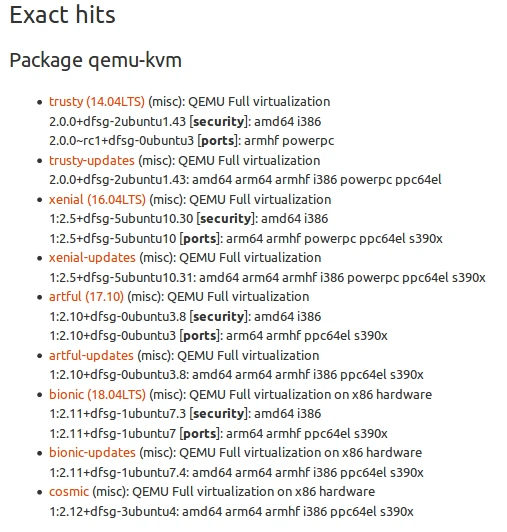 Exact hits
Package qemu-kvm
trusty (14.04LTS) (misc): QEMU Full virtualization
2.0.0+dfsg-2ubuntu1.43 [security]: amd64 i386
2.0.0~rc1+dfsg-0ubuntu3 [ports]: armhf powerpc
trusty-updates (misc): QEMU Full virtualization
2.0.0+dfsg-2ubuntu1.43: amd64 arm64 armhf i386 powerpc ppc64el
xenial (16.04LTS) (misc): QEMU Full virtualization
1:2.5+dfsg-5ubuntu10.30 [security]: amd64 i386
1:2.5+dfsg-5ubuntu10 [ports]: arm64 armhf powerpc ppc64el s390x
xenial-updates (misc): QEMU Full virtualization
1:2.5+dfsg-5ubuntu10.31: amd64 arm64 armhf i386 powerpc ppc64el s390x
artful (17.10) (misc): QEMU Full virtualization
1:2.10+dfsg-0ubuntu3.8 [security]: amd64 i386
1:2.10+dfsg-0ubuntu3 [ports]: arm64 armhf ppc64el s390x
artful-updates (misc): QEMU Full virtualization
1:2.10+dfsg-0ubuntu3.8: amd64 arm64 armhf i386 ppc64el s390x
bionic (18.04LTS) (misc): QEMU Full virtualization on x86 hardware
1:2.11+dfsg-1ubuntu7.3 [security]: amd64 i386
1:2.11+dfsg-1ubuntu7 [ports]: arm64 armhf ppc64el s390x
bionic-updates (misc): QEMU Full virtualization on x86 hardware
1:2.11+dfsg-1ubuntu7.4: amd64 arm64 armhf i386 ppc64el s390x
cosmic (misc): QEMU Full virtualization on x86 hardware
1:2.12+dfsg-3ubuntu4: amd64 arm64 armhf i386 ppc64el s390x